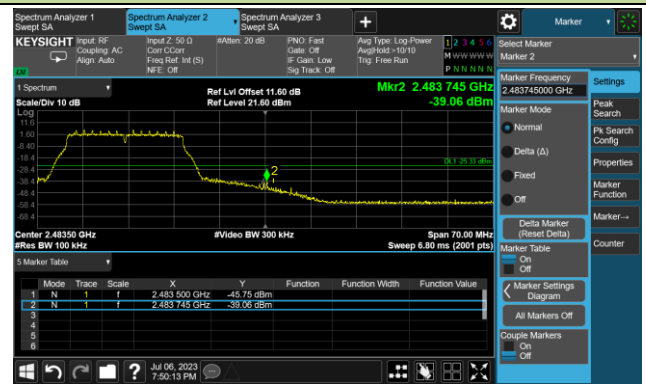 Spectrum Analyzer 1
Swept SA
Spectrum Analyzer 2
Swept SA
Spectrum Analyzer 3
Swept SA
Marker
KEYSIGHT
Input: RF
Coupling: AC
Align: Auto
Input Z: 50 Ω
Corr CCorr
Freq Ref: Int (S)
NFE: Off
#Atten: 20 dB
PNO: Fast
Gate: Off
IF Gain: Low
Sig Track: Off
Avg Type: Log-Power
Avg|Hold:>10/10
Trig: Free Run
1 2 3 4 5 6
M W W W W W
P N N N N N
1 Spectrum
Scale/Div 10 dB
Ref Lvl Offset 11.60 dB
Ref Level 21.60 dBm
Mkr2 2.483 745 GHz
-39.06 dBm
Log
11.6
1.60
-8.40
-18.4
-28.4
-38.4
-48.4
-58.4
-68.4
DL1 -25.33 dBm
2
Center 2.48350 GHz
#Res BW 100 kHz
#Video BW 300 kHz
Span 70.00 MHz
Sweep 6.80 ms (2001 pts)
5 Marker Table
Mode Trace Scale X Y Function Function Width Function Value
1 N 1 f 2.483 500 GHz -45.75 dBm
2 N 1 f 2.483 745 GHz -39.06 dBm
3
4
5
6
Jul 06, 2023
7:50:13 PM
?
Select Marker
Marker 2
Marker Frequency
2.483745000 GHz
Marker Mode
Normal
Delta (Δ)
Fixed
Off
Delta Marker
(Reset Delta)
Marker Table
On
Off
Marker Settings
Diagram
All Markers Off
Couple Markers
On
Off
Settings
Peak
Search
Pk Search
Config
Properties
Marker
Function
Marker→
Counter